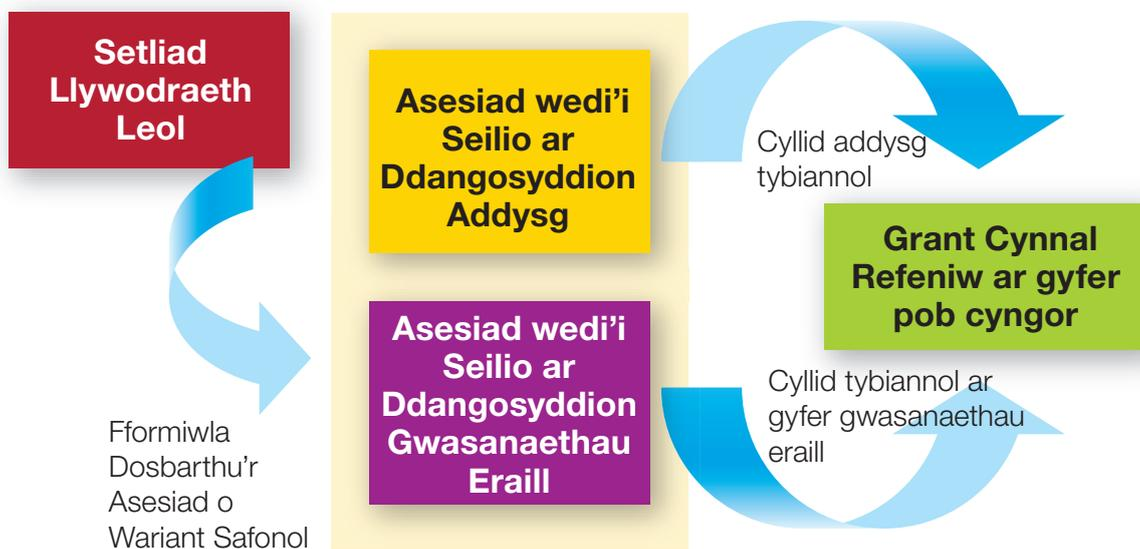 Setliad
Llywodraeth
Leol
Asesiad wedi’i
Seilio ar
Ddangosyddion
Addysg
Cyllid addysg
tybiannol
Grant Cynnal
Refeniw ar gyfer
pob cyngor
Asesiad wedi’i
Seilio ar
Ddangosyddion
Gwasanaethau
Eraill
Cyllid tybiannol ar
gyfer gwasanaethau
eraill
Fformiwla
Dosbarthu’r
Asesiad o
Wariant Safonol